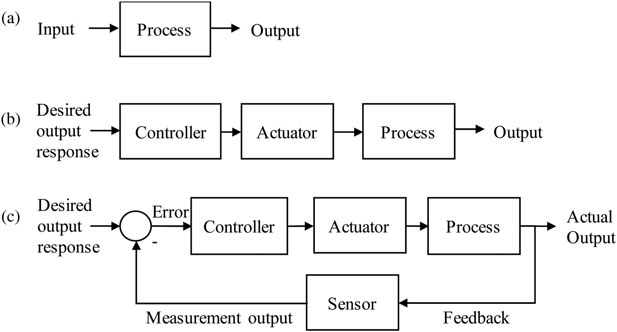 (a)
Input
Process
Output
(b)
Desired
output
response
Controller
Actuator
Process
Output
(c)
Desired
output
response
Error
-
Controller
Actuator
Process
Actual
Output
Sensor
Measurement output
Feedback